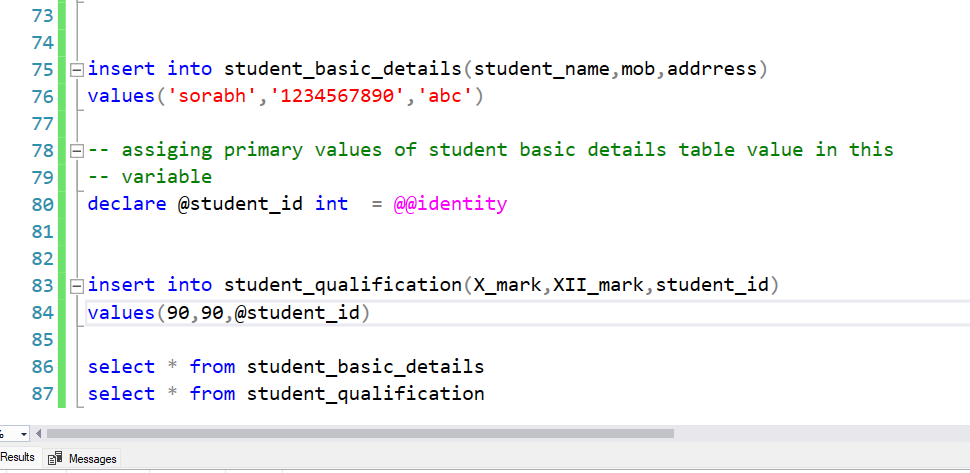 73
74
75 insert into student_basic_details(student_name,mob,addrress)
76 values('sorabh','1234567890','abc')
77
78 -- assiging primary values of student basic details table value in this
79 -- variable
80 declare @student_id int  = @@identity
81
82
83 insert into student_qualification(X_mark,XII_mark,student_id)
84 values(90,90,@student_id)
85
86 select * from student_basic_details
87 select * from student_qualification
%
Results Messages